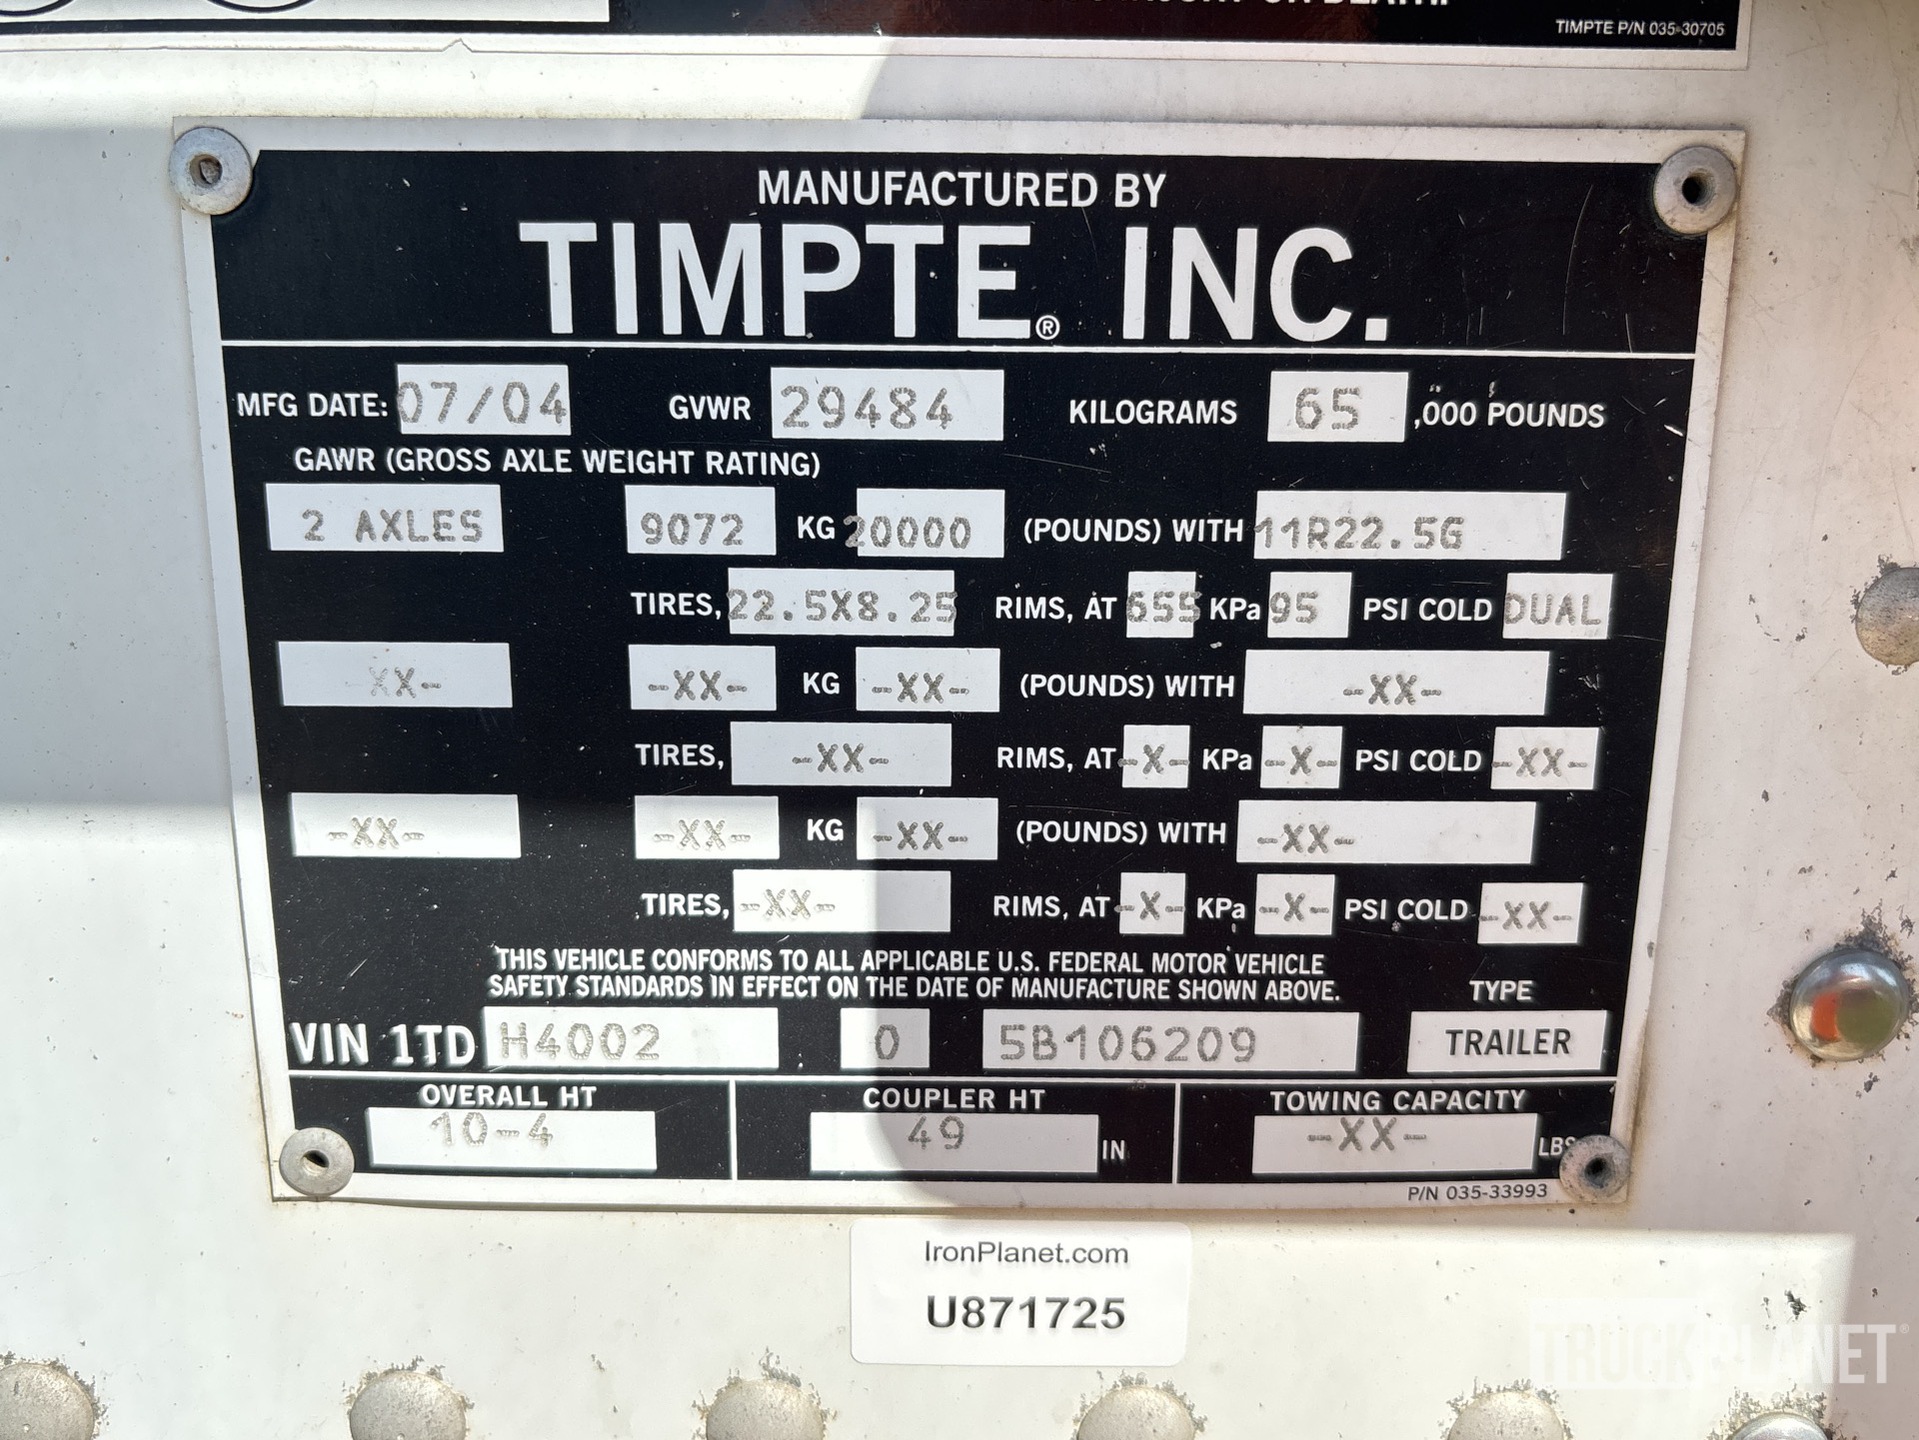 OR DEATH.
TIMPTE P/N 035-30705
MANUFACTURED BY
TIMPTE® INC.
MFG DATE: 07/04 GVWR 29484 KILOGRAMS 65 ,000 POUNDS
GAWR (GROSS AXLE WEIGHT RATING)
2 AXLES 9072 KG 20000 (POUNDS) WITH 11R22.5G
TIRES, 22.5X8.25 RIMS, AT 655 KPa 95 PSI COLD DUAL
-XX- -XX- KG -XX- (POUNDS) WITH -XX-
TIRES, -XX- RIMS, AT -X- KPa -X- PSI COLD -XX-
-XX- -XX- KG -XX- (POUNDS) WITH -XX-
TIRES, -XX- RIMS, AT -X- KPa -X- PSI COLD -XX-
THIS VEHICLE CONFORMS TO ALL APPLICABLE U.S. FEDERAL MOTOR VEHICLE
SAFETY STANDARDS IN EFFECT ON THE DATE OF MANUFACTURE SHOWN ABOVE. TYPE
VIN 1TD H4002 0 5B106209 TRAILER
OVERALL HT COUPLER HT TOWING CAPACITY
10-4 49 IN -XX- LBS
P/N 035-33993
IronPlanet.com
U871725
TRUCKPLANET®